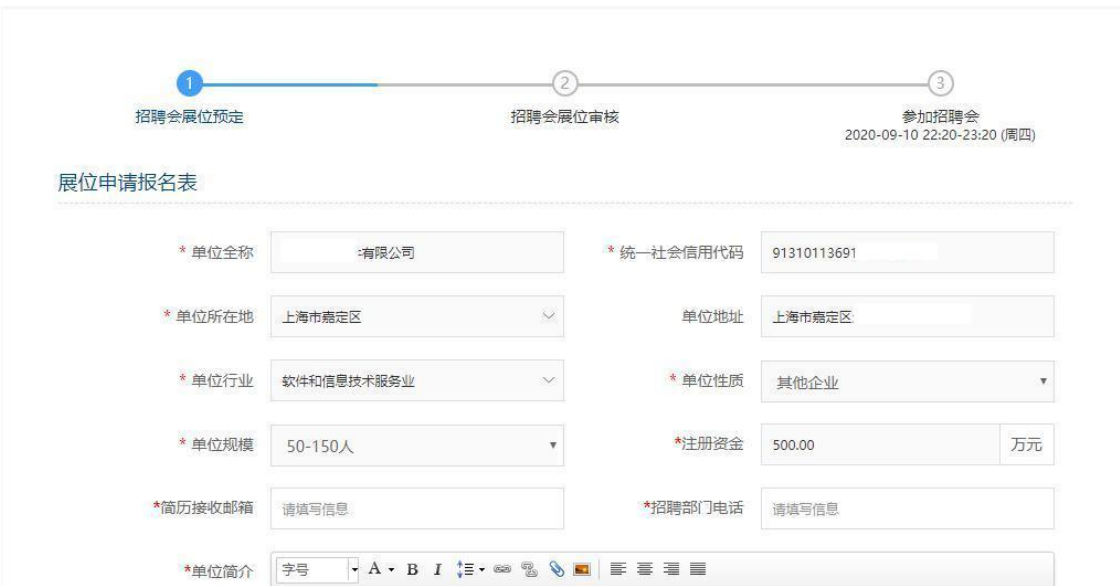 1 2 3
招聘会展位预定 招聘会展位审核 参加招聘会
2020-09-10 22:20-23:20 (周四)
展位申请报名表
* 单位全称 有限公司 * 统一社会信用代码 91310113691
* 单位所在地 上海市嘉定区 单位地址 上海市嘉定区
* 单位行业 软件和信息技术服务业 * 单位性质 其他企业
* 单位规模 50-150人 *注册资金 500.00 万元
*简历接收邮箱 请填写信息 *招聘部门电话 请填写信息
*单位简介 字号 A B I